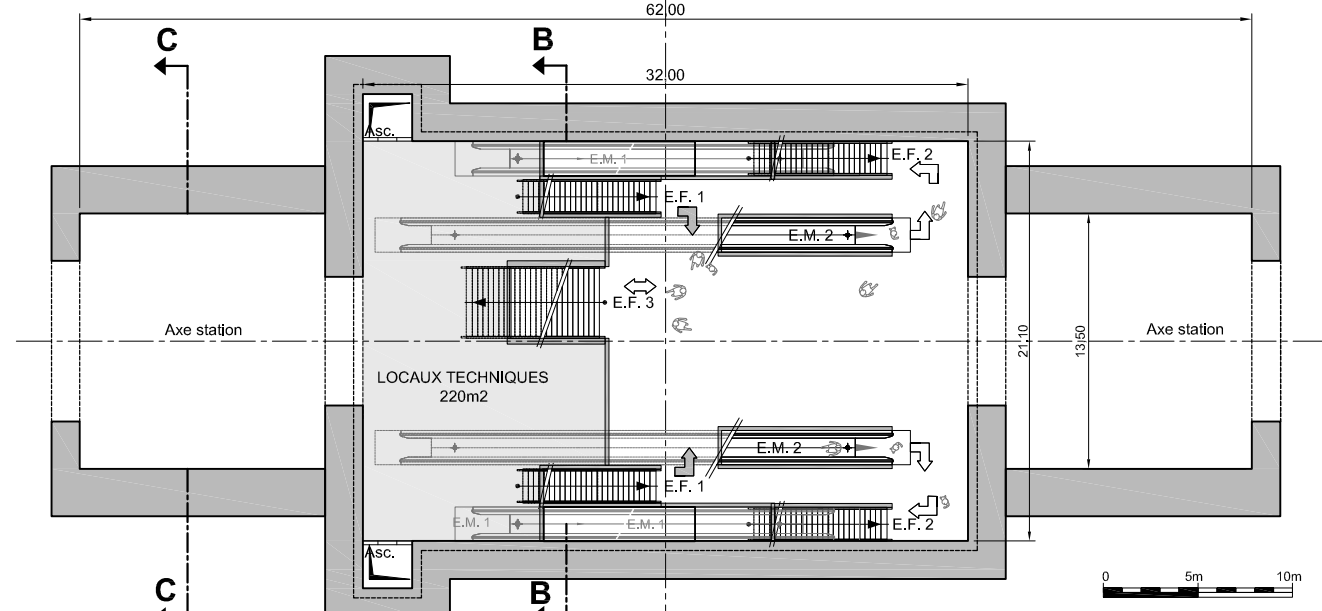 62.00
C
B
32.00
Asc.
E.M. 1
E.F. 2
E.F. 1
E.M. 2
E.F. 3
Axe station
Axe station
21.10
13.50
LOCAUX TECHNIQUES
220m2
E.M. 2
E.F. 1
E.M. 1
E.M. 1
E.F. 2
Asc.
C
B
0 5m 10m